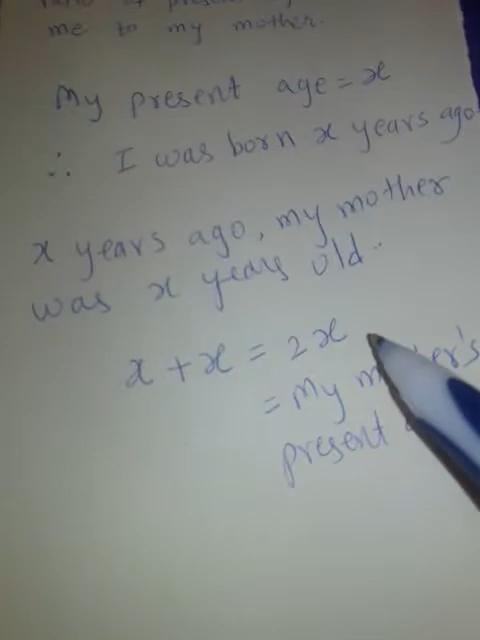 me to my mother.
My present age = x
∴ I was born x years ago
x years ago, my mother
was x years old.
x + x = 2x
= my
present